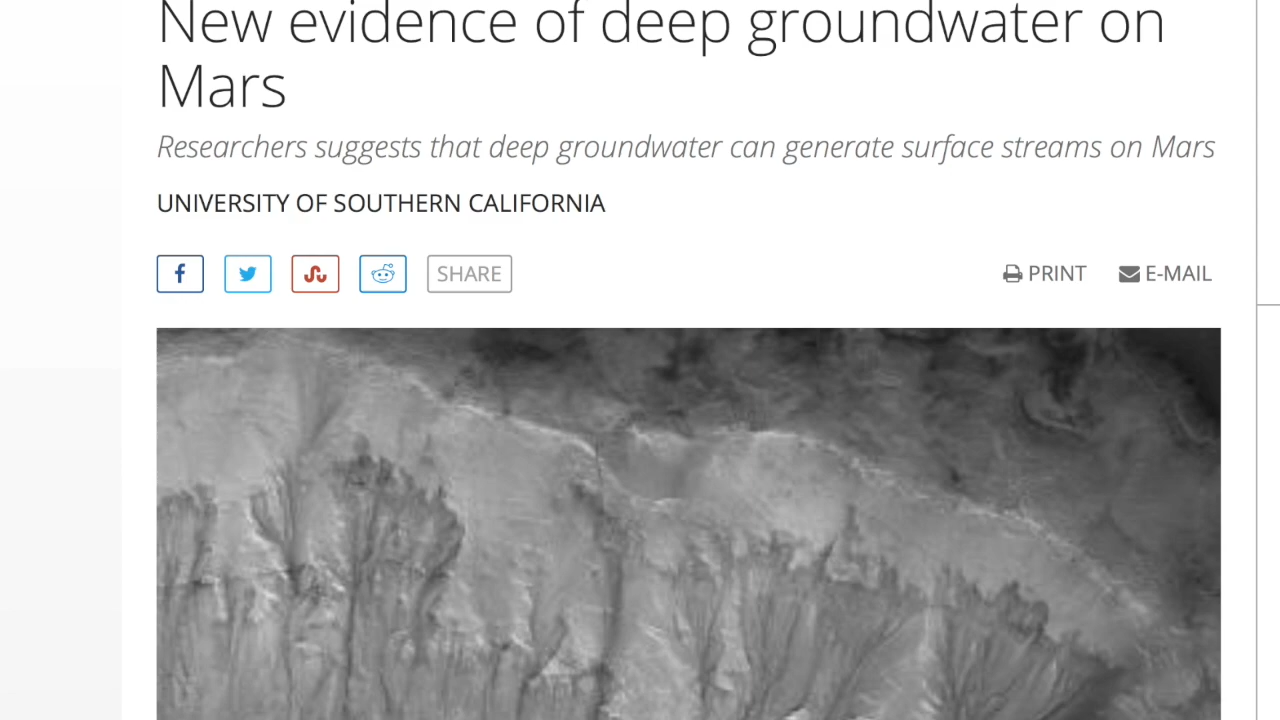 New evidence of deep groundwater on
Mars
Researchers suggests that deep groundwater can generate surface streams on Mars
UNIVERSITY OF SOUTHERN CALIFORNIA
f SHARE PRINT E-MAIL